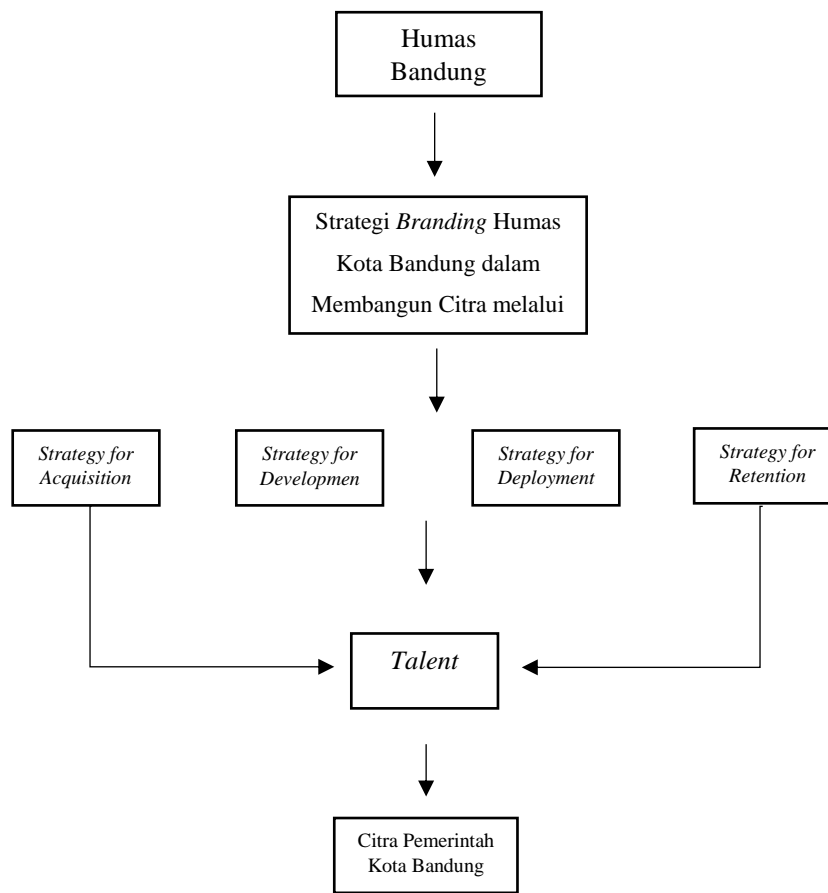 Humas
Bandung
Strategi Branding Humas
Kota Bandung dalam
Membangun Citra melalui
Strategy for
Acquisition
Strategy for
Developmen
Strategy for
Deployment
Strategy for
Retention
Talent
Citra Pemerintah
Kota Bandung